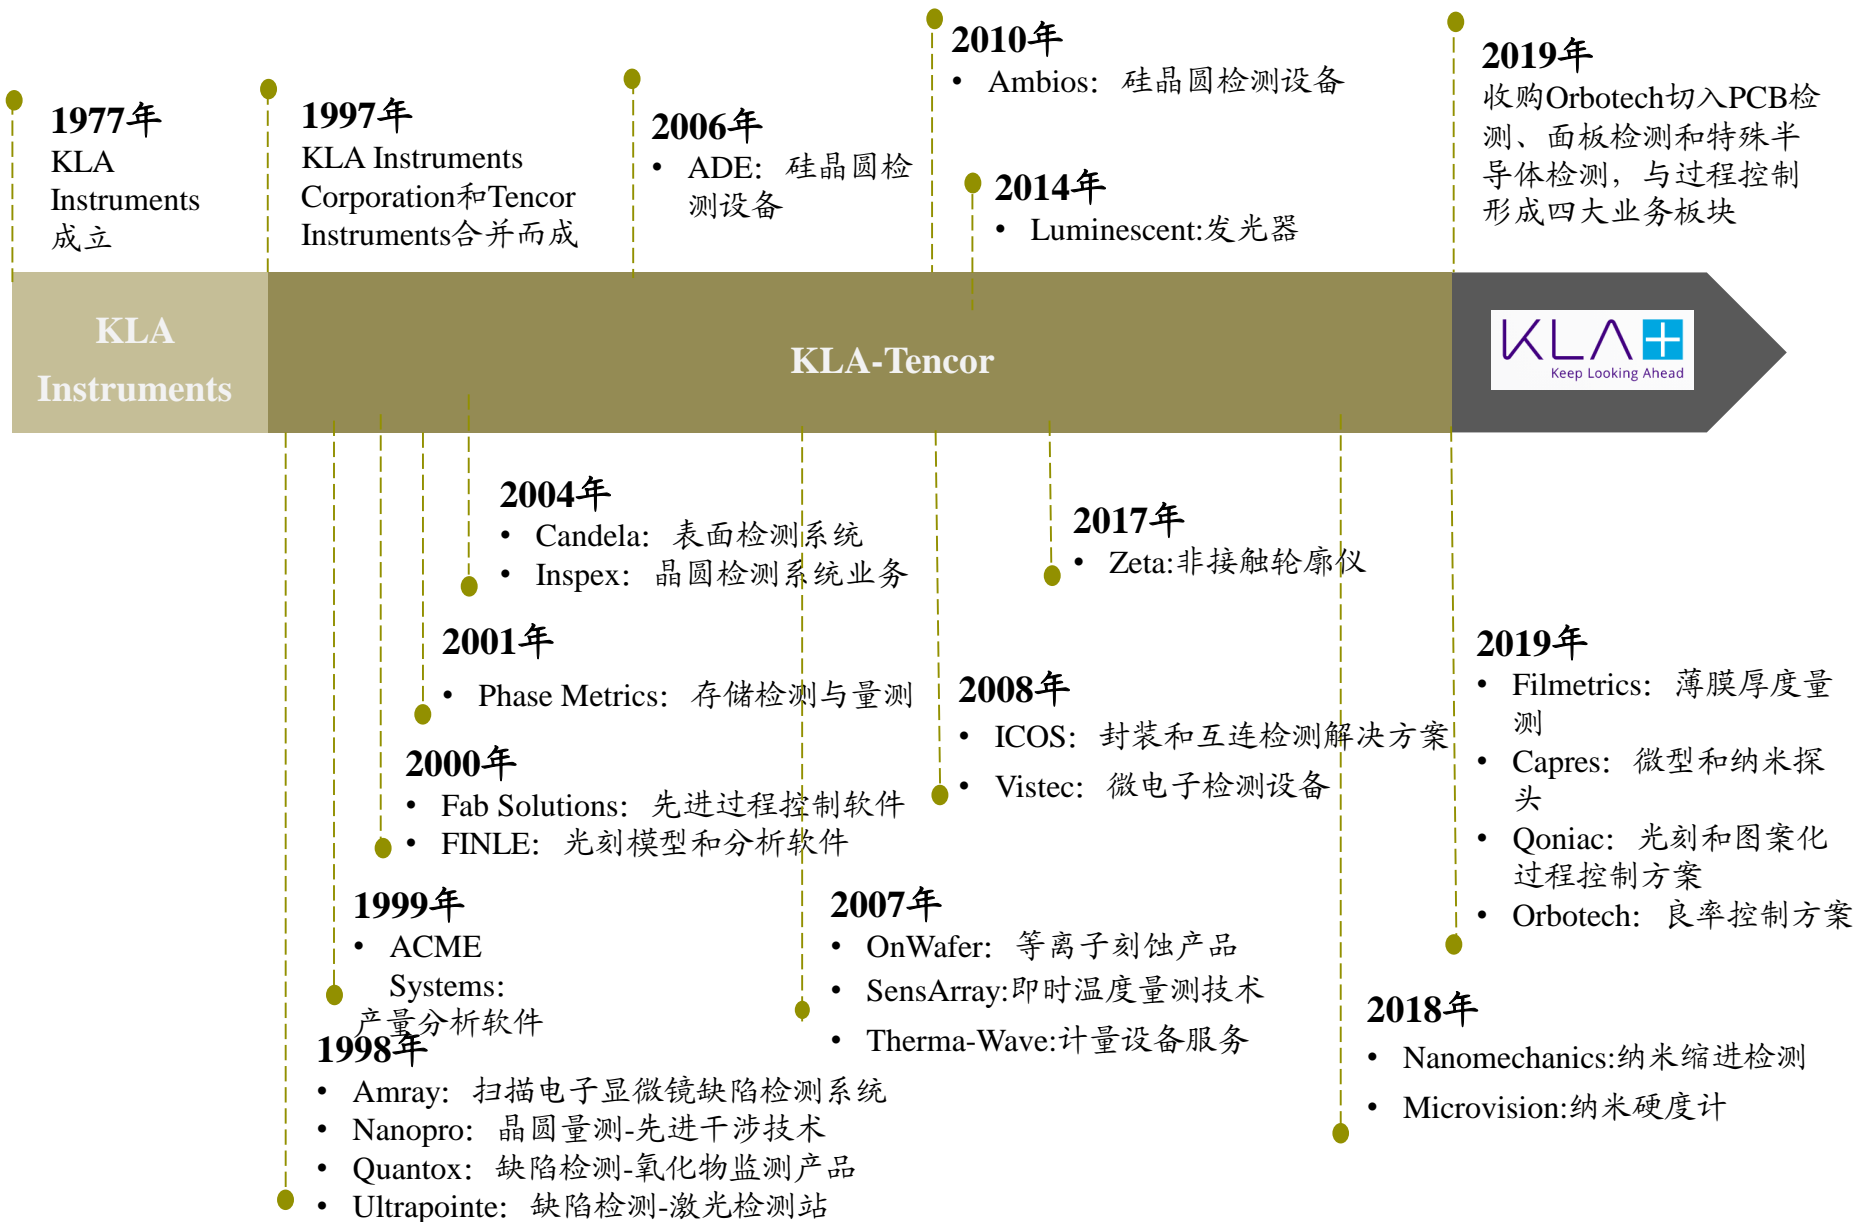 1977年
KLA
Instruments
成立
1997年
KLA Instruments
Corporation和Tencor
Instruments合并而成
2006年
• ADE：硅晶圆检
测设备
2010年
• Ambios：硅晶圆检测设备
2014年
• Luminescent:发光器
2019年
收购Orbotech切入PCB检
测、面板检测和特殊半
导体检测，与过程控制
形成四大业务板块
KLA
Instruments
KLA-Tencor
KLA+
Keep Looking Ahead
2004年
• Candela：表面检测系统
• Inspex：晶圆检测系统业务
2001年
• Phase Metrics：存储检测与量测
2000年
• Fab Solutions：先进过程控制软件
• FINLE：光刻模型和分析软件
1999年
• ACME
Systems：
产量分析软件
1998年
• Amray：扫描电子显微镜缺陷检测系统
• Nanopro：晶圆量测-先进干涉技术
• Quantox：缺陷检测-氧化物监测产品
• Ultrapointe：缺陷检测-激光检测站
2017年
• Zeta:非接触轮廓仪
2008年
• ICOS：封装和互连检测解决方案
• Vistec：微电子检测设备
2007年
• OnWafer：等离子刻蚀产品
• SensArray:即时温度量测技术
• Therma-Wave:计量设备服务
2019年
• Filmetrics：薄膜厚度量
测
• Capres：微型和纳米探
头
• Qoniac：光刻和图案化
过程控制方案
• Orbotech：良率控制方案
2018年
• Nanomechanics:纳米缩进检测
• Microvision:纳米硬度计